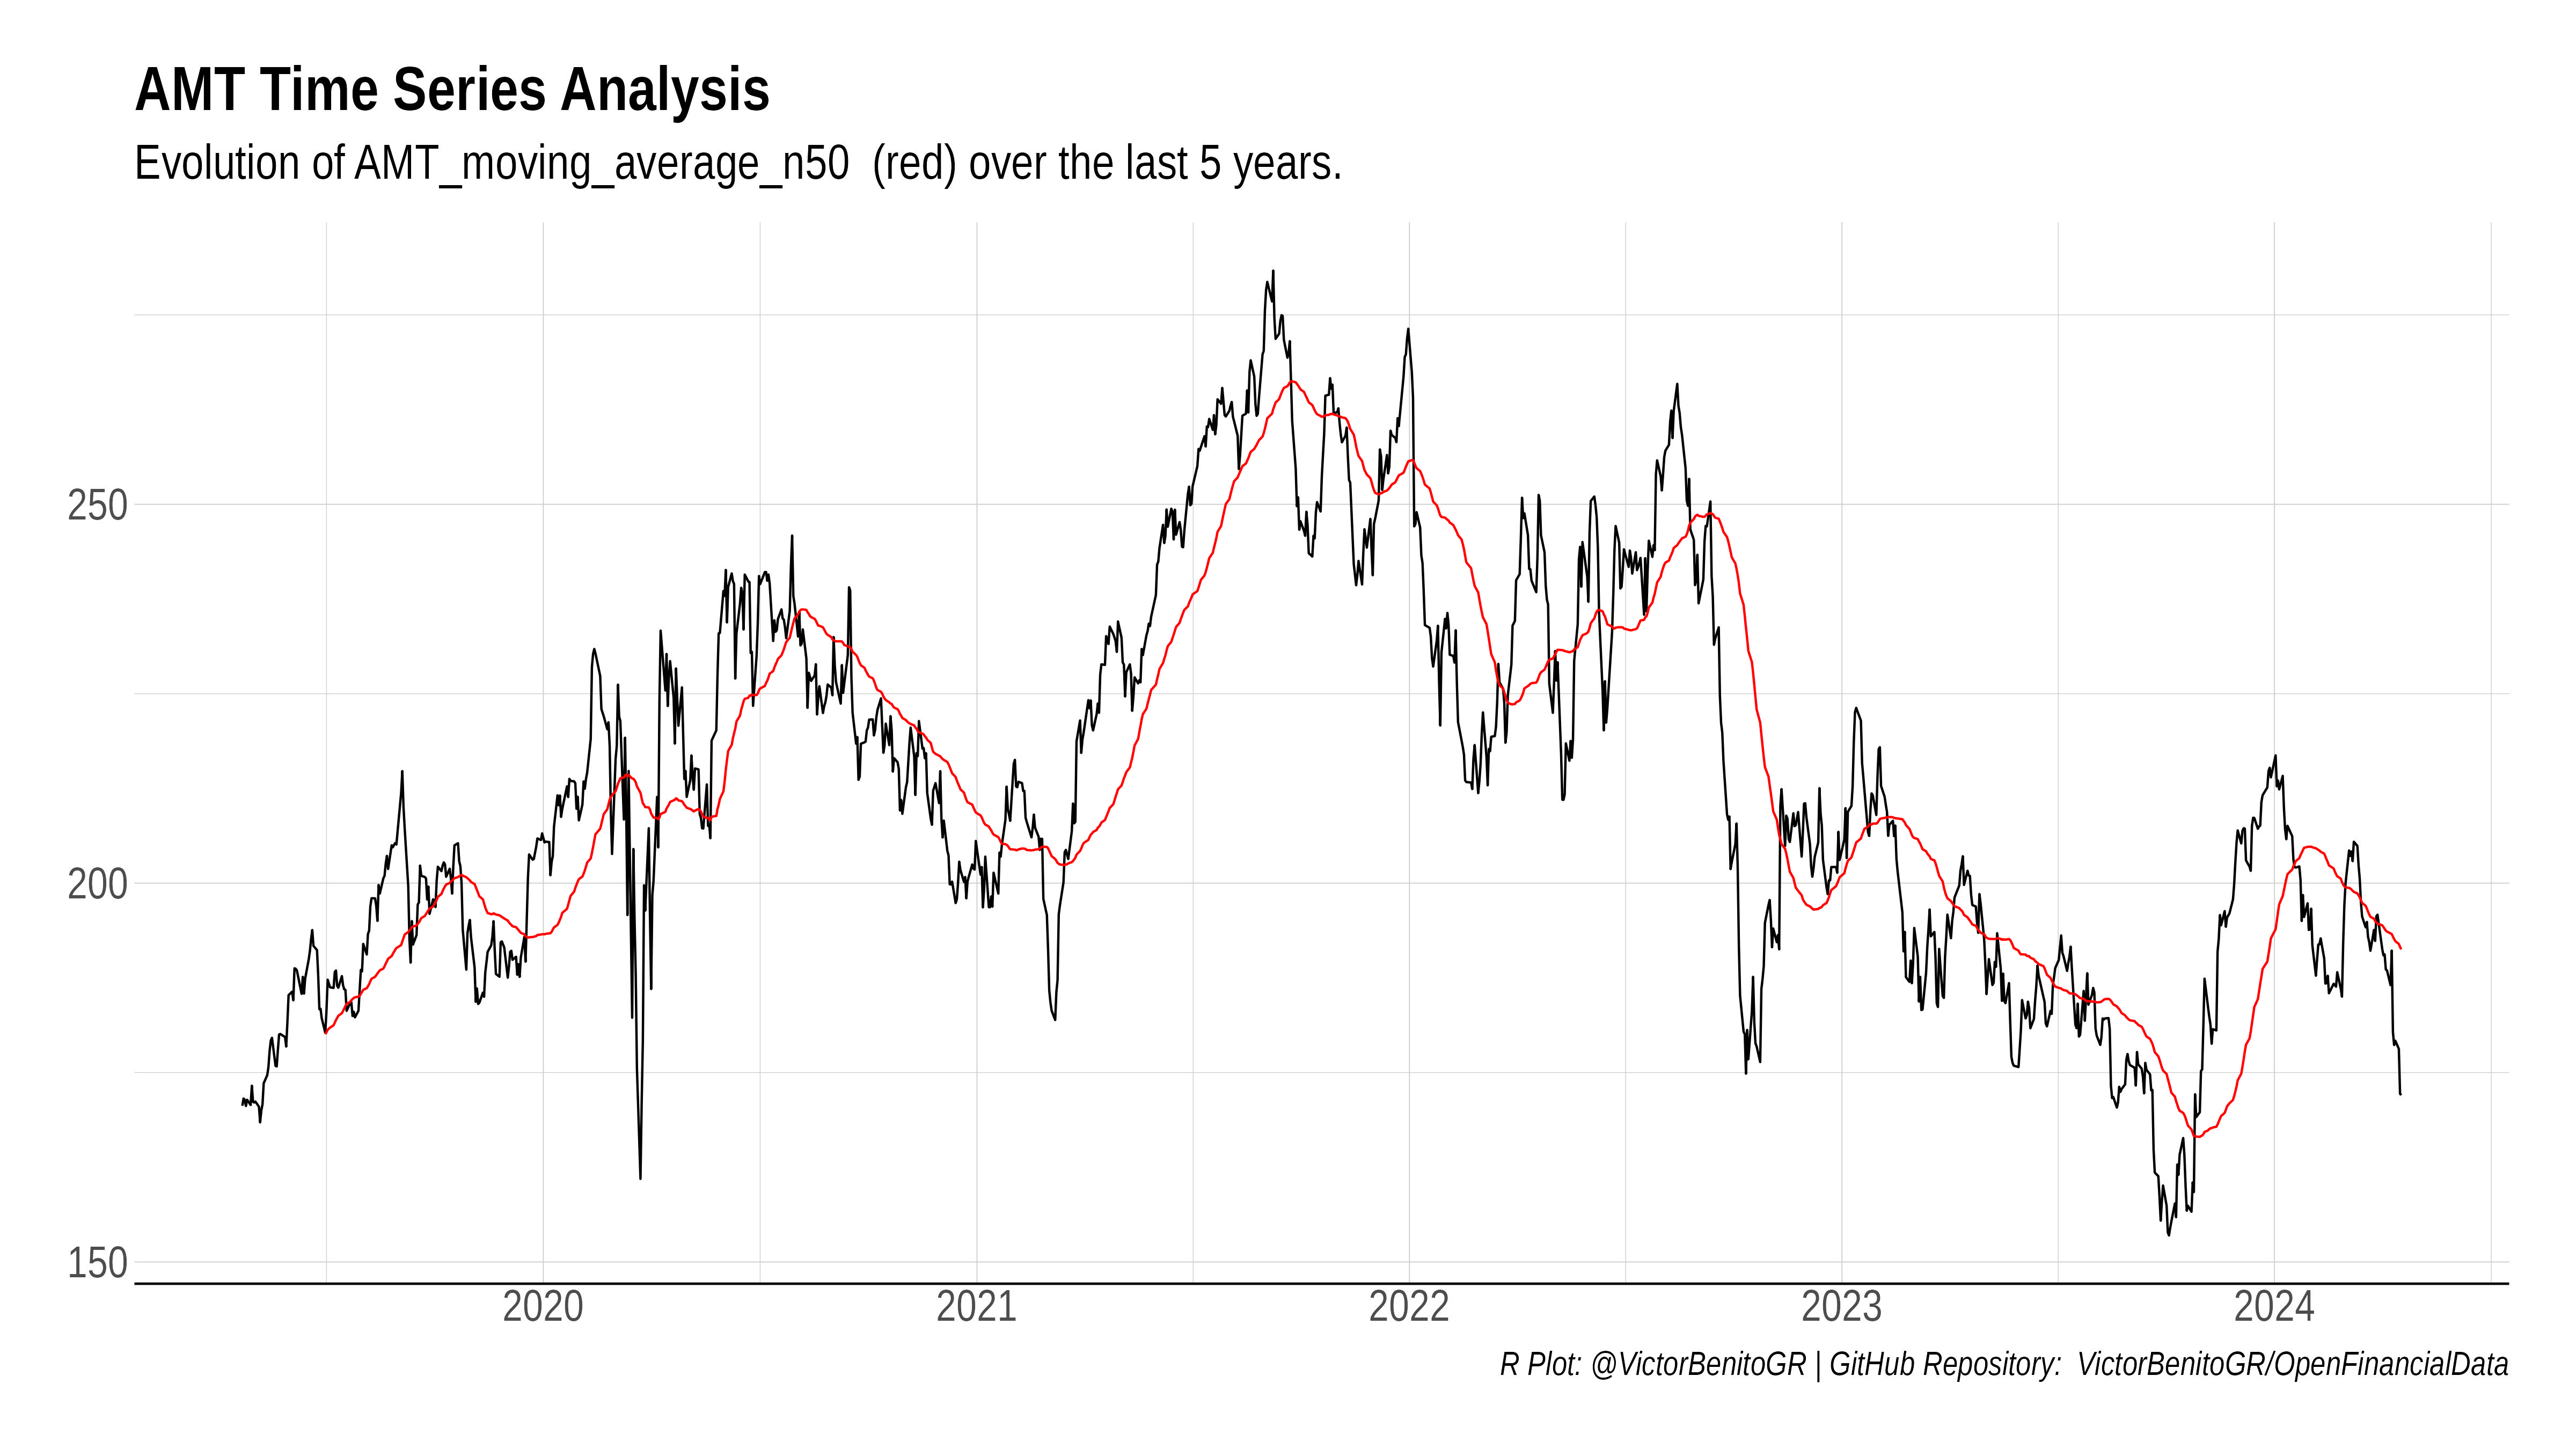 AMT Time Series Analysis
Evolution of AMT_moving_average_n50  (red) over the last 5 years.
250
200
150
2020 2021 2022 2023 2024
R Plot: @VictorBenitoGR | GitHub Repository:  VictorBenitoGR/OpenFinancialData